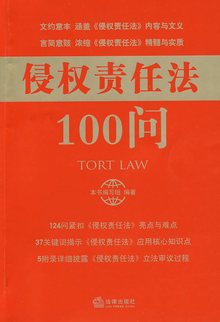 文约意丰 涵盖《侵权责任法》内容与文义
言简意赅 浓缩《侵权责任法》精髓与实质
侵权责任法
100问
TORT LAW
本书编写组 编著
124问紧扣《侵权责任法》亮点与难点
37关键词揭示《侵权责任法》应用核心知识点
5附录详细披露《侵权责任法》立法审议过程
法律出版社